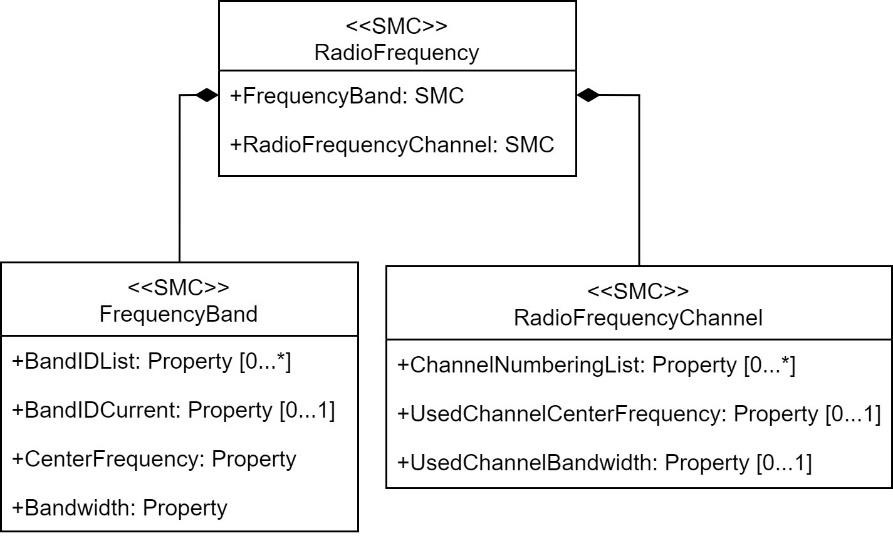 <<SMC>>
RadioFrequency
+FrequencyBand: SMC
+RadioFrequencyChannel: SMC
<<SMC>>
FrequencyBand
+BandIDList: Property [0...*]
+BandIDCurrent: Property [0...1]
+CenterFrequency: Property
+Bandwidth: Property
<<SMC>>
RadioFrequencyChannel
+ChannelNumberingList: Property [0...*]
+UsedChannelCenterFrequency: Property [0...1]
+UsedChannelBandwidth: Property [0...1]